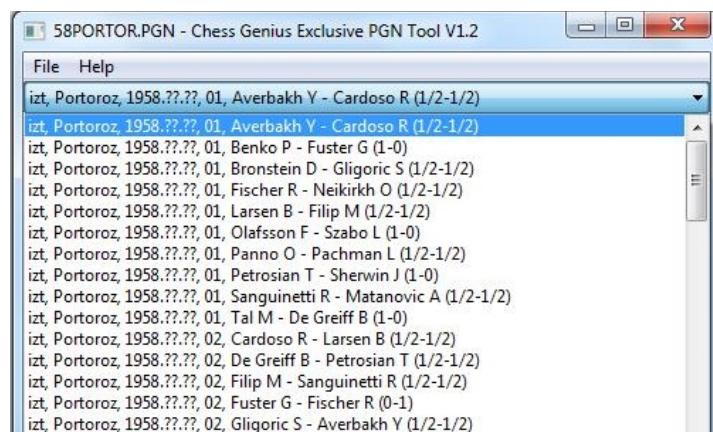 58PORTOR.PGN - Chess Genius Exclusive PGN Tool V1.2
File Help
izt, Portoroz, 1958.??.??, 01, Averbakh Y - Cardoso R (1/2-1/2)
izt, Portoroz, 1958.??.??, 01, Averbakh Y - Cardoso R (1/2-1/2)
izt, Portoroz, 1958.??.??, 01, Benko P - Fuster G (1-0)
izt, Portoroz, 1958.??.??, 01, Bronstein D - Gligoric S (1/2-1/2)
izt, Portoroz, 1958.??.??, 01, Fischer R - Neikirkh O (1/2-1/2)
izt, Portoroz, 1958.??.??, 01, Larsen B - Filip M (1/2-1/2)
izt, Portoroz, 1958.??.??, 01, Olafsson F - Szabo L (1-0)
izt, Portoroz, 1958.??.??, 01, Panno O - Pachman L (1/2-1/2)
izt, Portoroz, 1958.??.??, 01, Petrosian T - Sherwin J (1-0)
izt, Portoroz, 1958.??.??, 01, Sanguinetti R - Matanovic A (1/2-1/2)
izt, Portoroz, 1958.??.??, 01, Tal M - De Greiff B (1-0)
izt, Portoroz, 1958.??.??, 02, Cardoso R - Larsen B (1/2-1/2)
izt, Portoroz, 1958.??.??, 02, De Greiff B - Petrosian T (1/2-1/2)
izt, Portoroz, 1958.??.??, 02, Filip M - Sanguinetti R (1/2-1/2)
izt, Portoroz, 1958.??.??, 02, Fuster G - Fischer R (0-1)
izt, Portoroz, 1958.??.??, 02, Gligoric S - Averbakh Y (1/2-1/2)